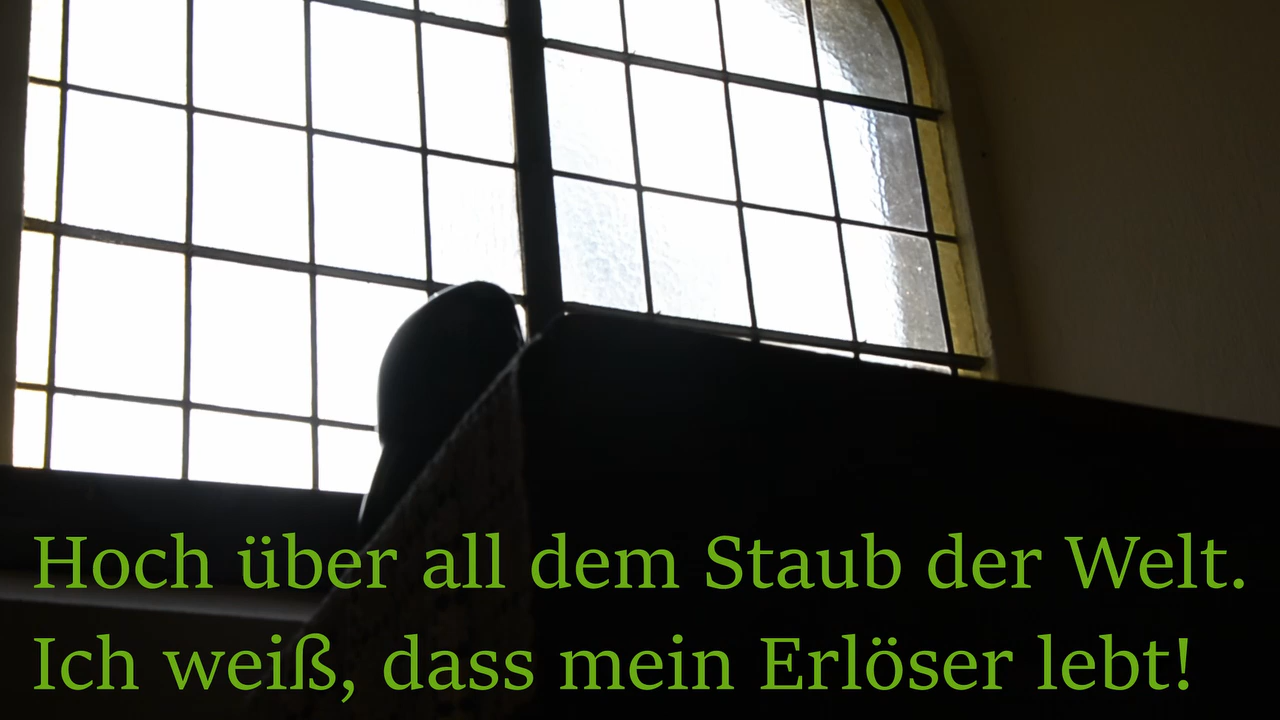 Hoch über all dem Staub der Welt.
Ich weiß, dass mein Erlöser lebt!